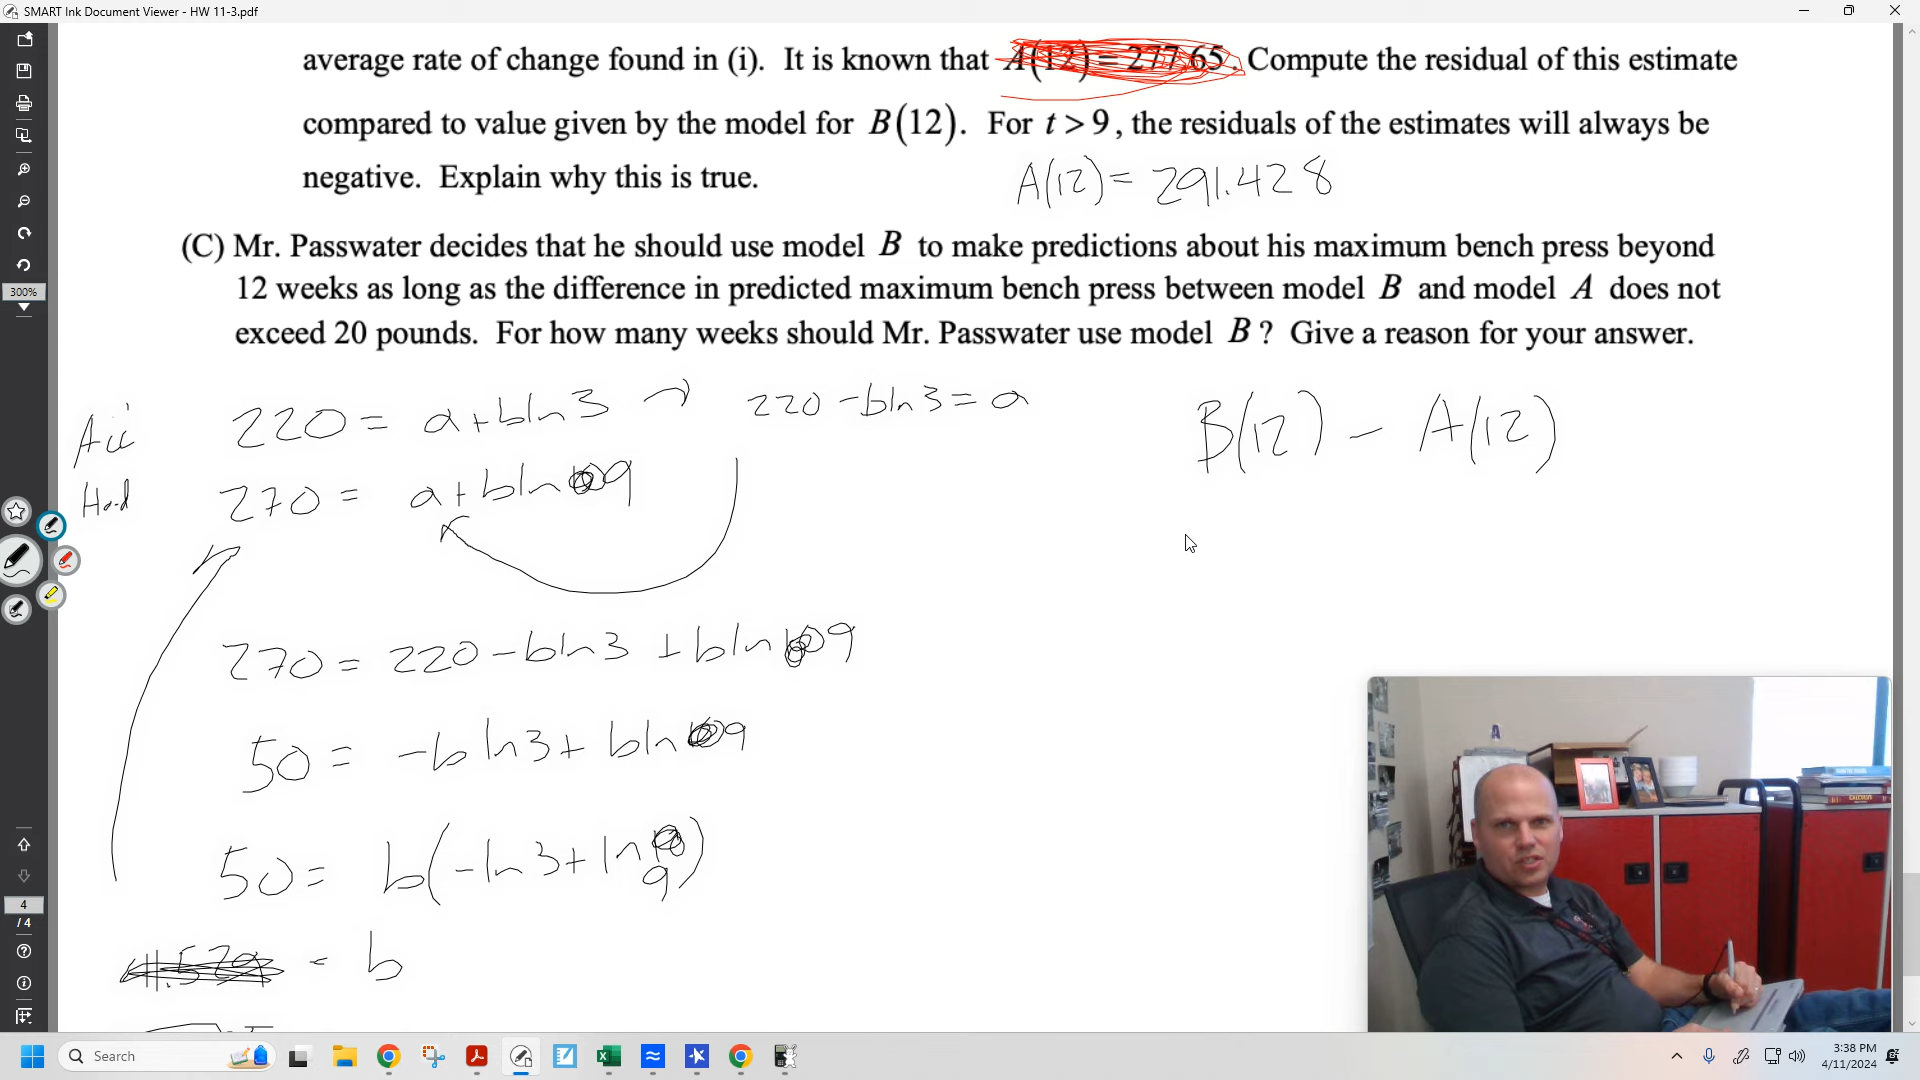 SMART Ink Document Viewer - HW 11-3.pdf
average rate of change found in (i). It is known that A(12) = 277.65. Compute the residual of this estimate
compared to value given by the model for B(12). For t > 9, the residuals of the estimates will always be
negative. Explain why this is true.
A(12) = 291.428
(C) Mr. Passwater decides that he should use model B to make predictions about his maximum bench press beyond
12 weeks as long as the difference in predicted maximum bench press between model B and model A does not
exceed 20 pounds. For how many weeks should Mr. Passwater use model B? Give a reason for your answer.
220 = a + b ln 3 → 220 - b ln 3 = a
B(12) - A(12)
270 = a + b ln 9
270 = 220 - b ln 3 + b ln 9
50 = -b ln 3 + b ln 9
50 = b(-ln 3 + ln 9)
= b
300%
4
/ 4
Search
3:38 PM
4/11/2024